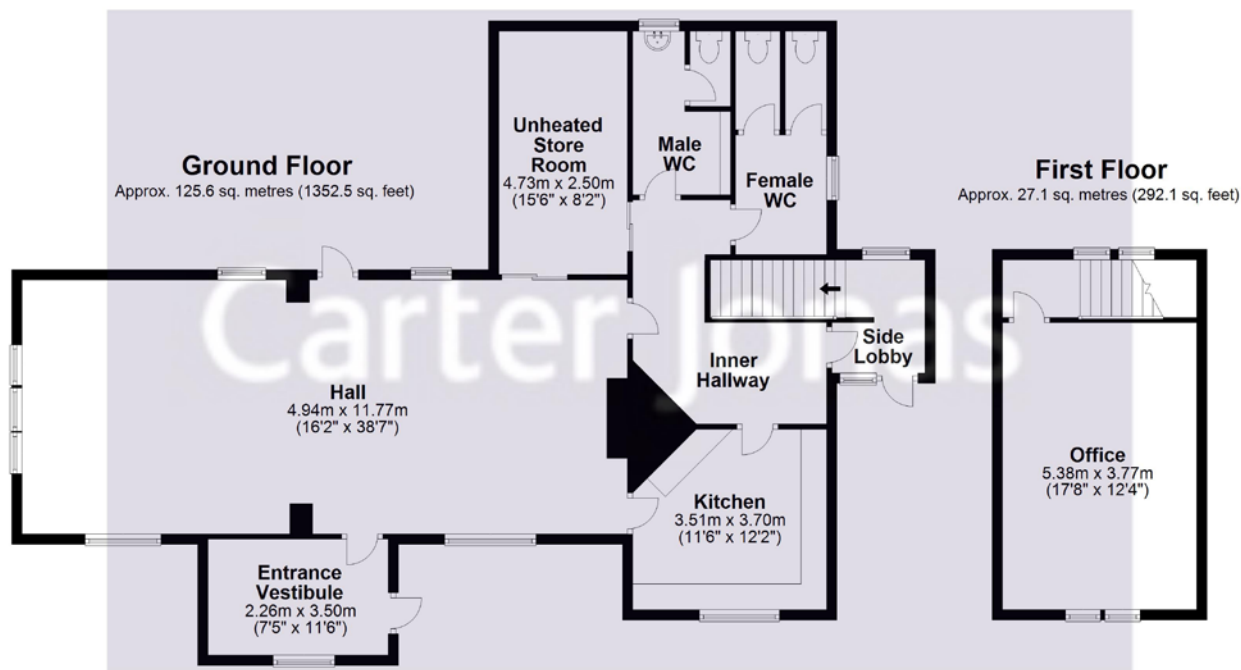 Ground Floor
Approx. 125.6 sq. metres (1352.5 sq. feet)
Unheated
Store
Room
4.73m x 2.50m
(15'6" x 8'2")
Male
WC
Female
WC
First Floor
Approx. 27.1 sq. metres (292.1 sq. feet)
Carter Jonas
Hall
4.94m x 11.77m
(16'2" x 38'7")
Inner
Hallway
Side
Lobby
Kitchen
3.51m x 3.70m
(11'6" x 12'2")
Office
5.38m x 3.77m
(17'8" x 12'4")
Entrance
Vestibule
2.26m x 3.50m
(7'5" x 11'6")